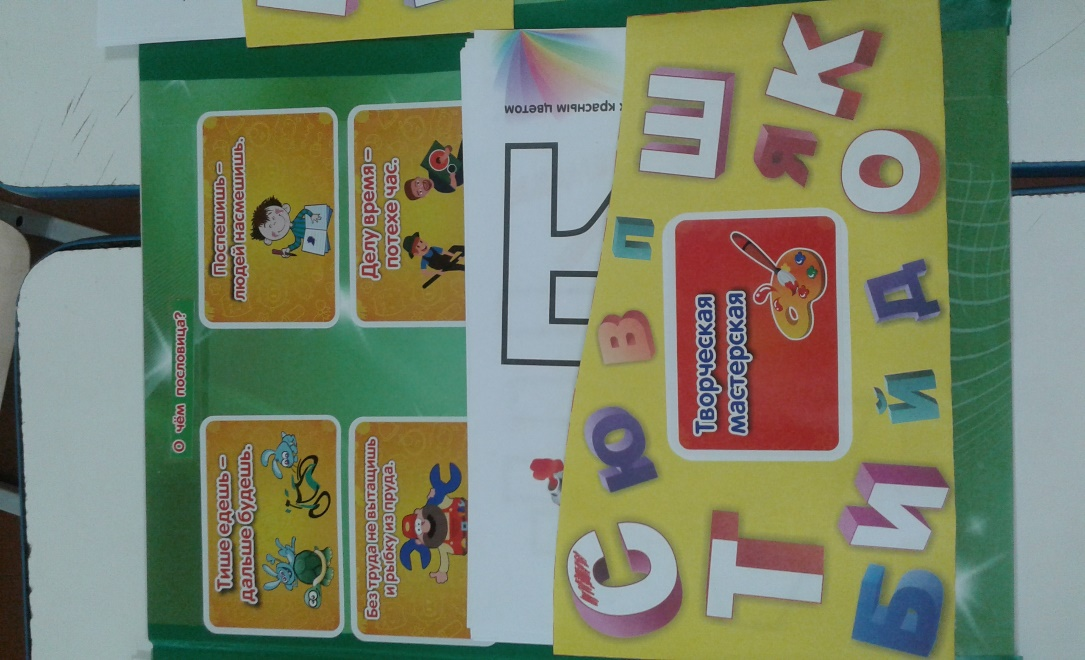 О чём пословица?
Тише едешь –
дальше будешь.
Поспешишь –
людей насмешишь.
Без труда не вытащишь
и рыбку из пруда.
Делу время –
потехе час.
красным цветом
Творческая
мастерская
С Ю В П Ш
Я
К
Т
О
Б И Й Д